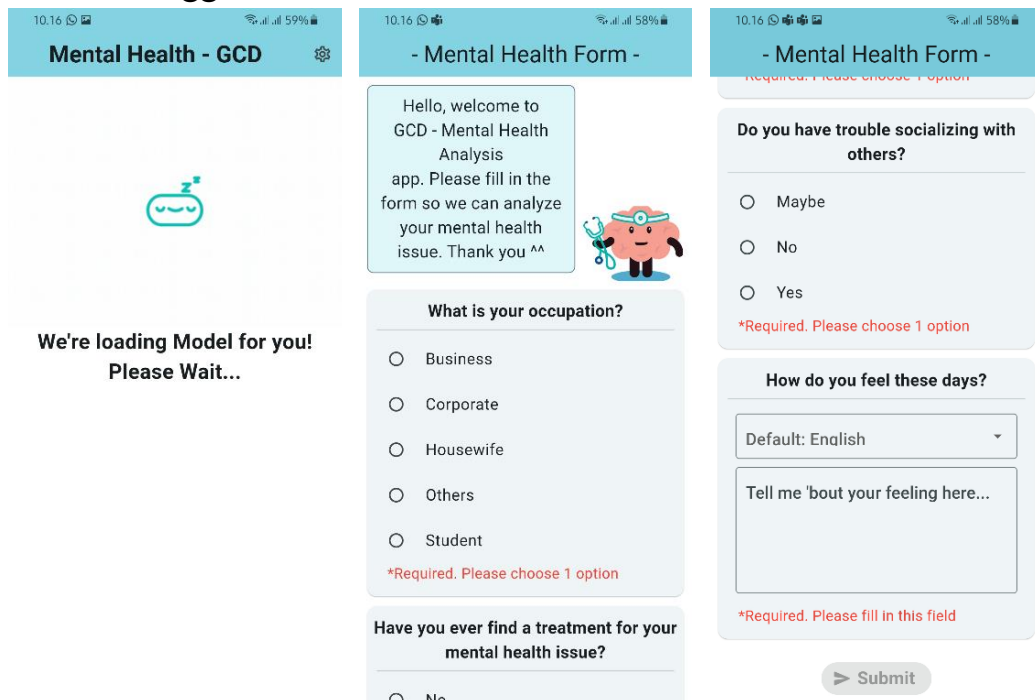 10.16 59%
Mental Health - GCD
z z
We're loading Model for you!
Please Wait...
10.16 58%
- Mental Health Form -
Hello, welcome to
GCD - Mental Health
Analysis
app. Please fill in the
form so we can analyze
your mental health
issue. Thank you ^^
What is your occupation?
Business
Corporate
Housewife
Others
Student
*Required. Please choose 1 option
Have you ever find a treatment for your
mental health issue?
No
10.16 58%
- Mental Health Form -
*Required. Please choose 1 option
Do you have trouble socializing with
others?
Maybe
No
Yes
*Required. Please choose 1 option
How do you feel these days?
Default: English
Tell me 'bout your feeling here...
*Required. Please fill in this field
Submit